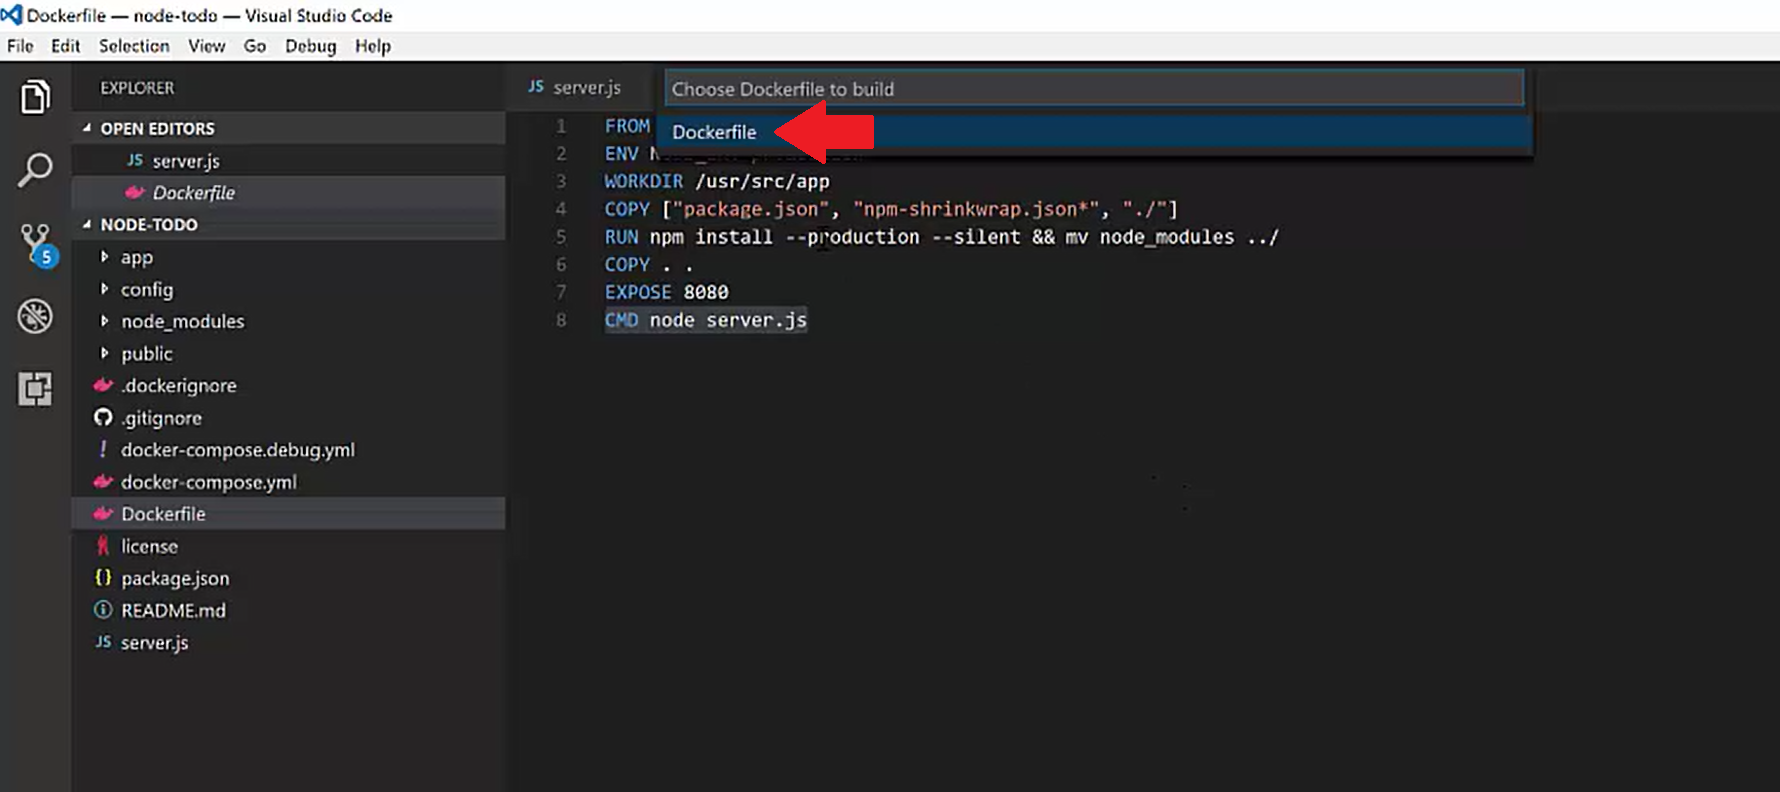 Dockerfile — node-todo — Visual Studio Code
File Edit Selection View Go Debug Help
EXPLORER
OPEN EDITORS
JS server.js
Dockerfile
NODE-TODO
app
config
node_modules
public
.dockerignore
.gitignore
! docker-compose.debug.yml
docker-compose.yml
Dockerfile
license
{} package.json
README.md
JS server.js
5
JS server.js
Choose Dockerfile to build
Dockerfile
1 FROM
2 ENV
3 WORKDIR /usr/src/app
4 COPY ["package.json", "npm-shrinkwrap.json*", "./"]
5 RUN npm install --production --silent && mv node_modules ../
6 COPY . .
7 EXPOSE 8080
8 CMD node server.js